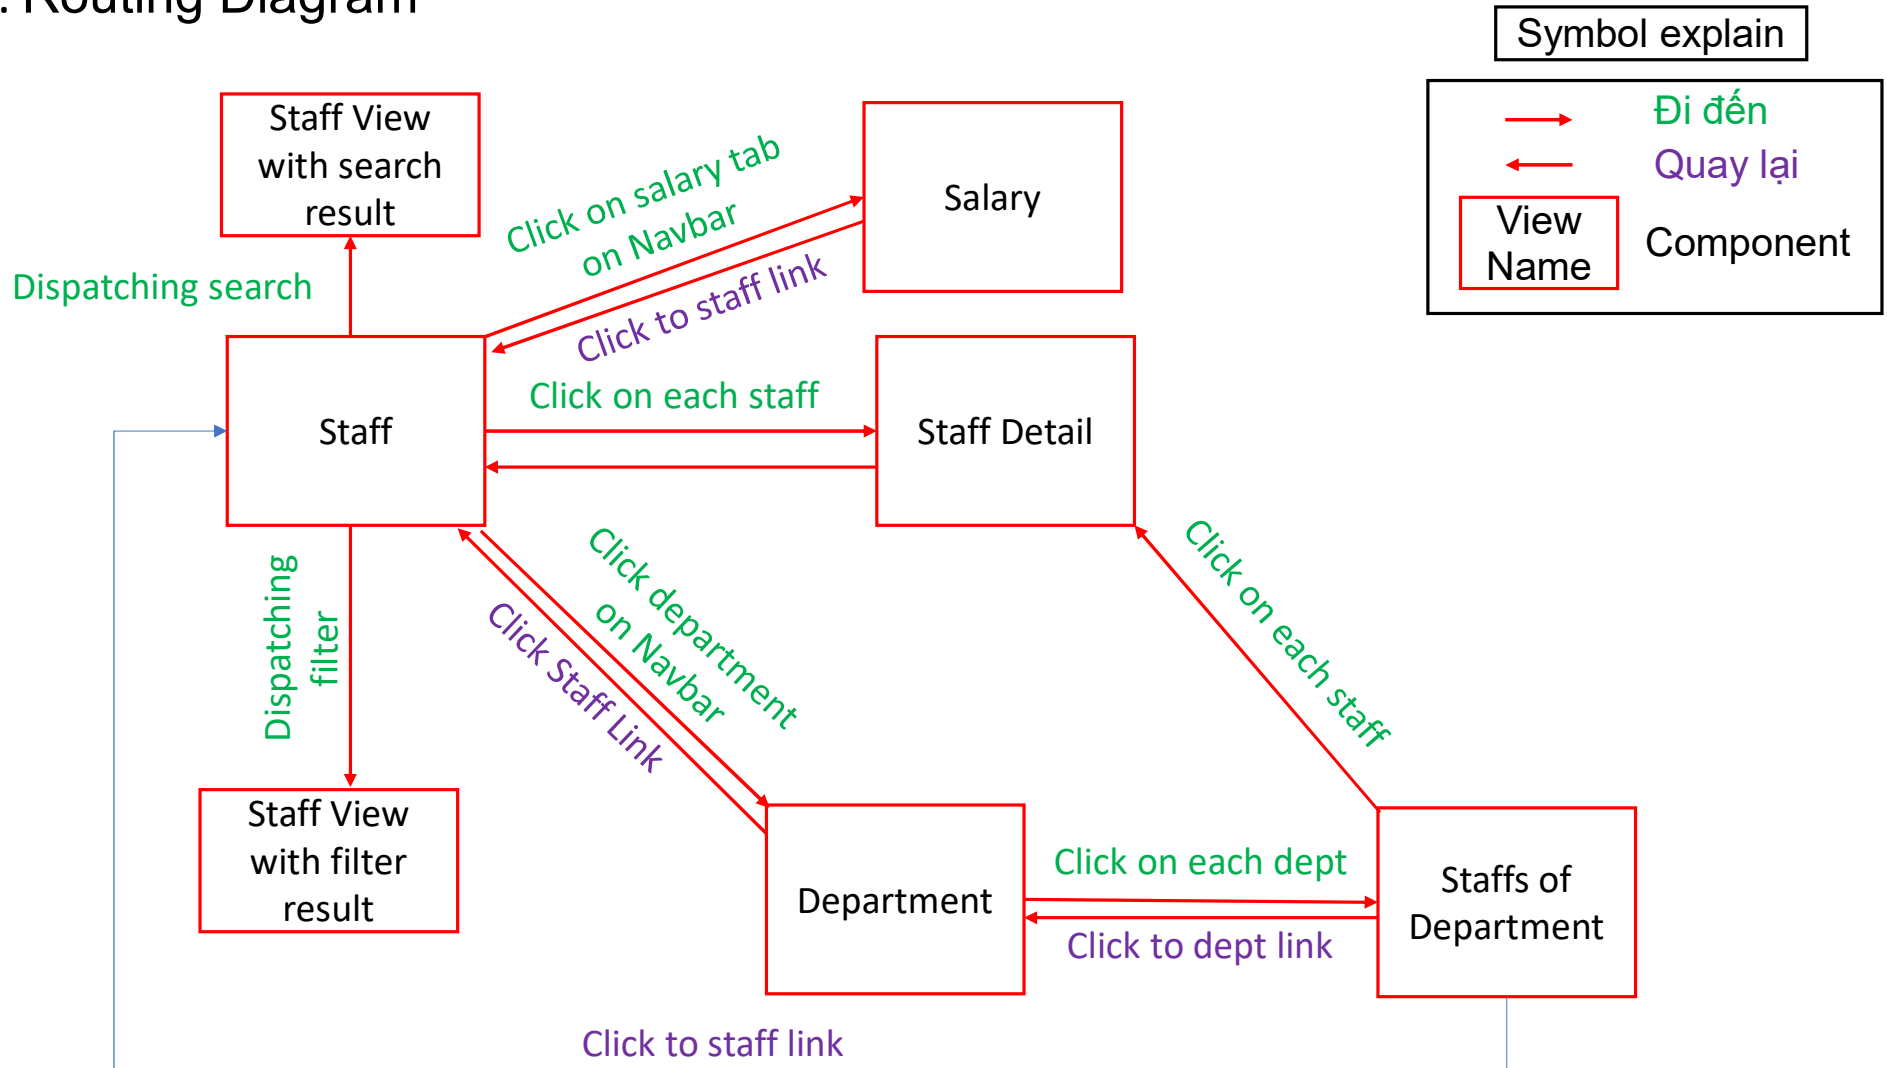 . Routing Diagram
Symbol explain
Đi đến
Quay lại
View
Name
Component
Staff View
with search
result
Click on salary tab
on Navbar
Click to staff link
Salary
Dispatching search
Staff
Click on each staff
Staff Detail
Dispatching
filter
Click department
on Navbar
Click Staff Link
Click on each staff
Staff View
with filter
result
Department
Click on each dept
Click to dept link
Staffs of
Department
Click to staff link